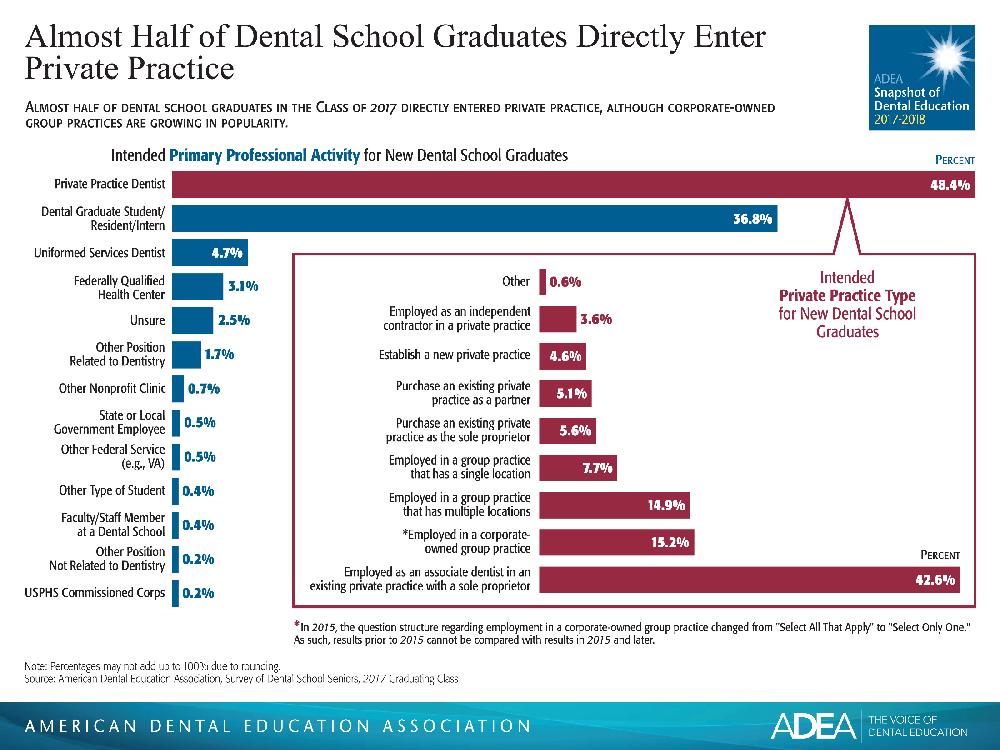 Almost Half of Dental School Graduates Directly Enter
Private Practice
ALMOST HALF OF DENTAL SCHOOL GRADUATES IN THE CLASS OF 2017 DIRECTLY ENTERED PRIVATE PRACTICE, ALTHOUGH CORPORATE-OWNED
GROUP PRACTICES ARE GROWING IN POPULARITY.
ADEA
Snapshot of
Dental Education
2017-2018
Intended Primary Professional Activity for New Dental School Graduates
PERCENT
Private Practice Dentist
48.4%
Dental Graduate Student/
Resident/Intern
36.8%
Uniformed Services Dentist
4.7%
Federally Qualified
Health Center
3.1%
Unsure
2.5%
Other Position
Related to Dentistry
1.7%
Other Nonprofit Clinic
0.7%
State or Local
Government Employee
0.5%
Other Federal Service
(e.g., VA)
0.5%
Other Type of Student
0.4%
Faculty/Staff Member
at a Dental School
0.4%
Other Position
Not Related to Dentistry
0.2%
USPHS Commissioned Corps
0.2%
Intended
Private Practice Type
for New Dental School
Graduates
Other
0.6%
Employed as an independent
contractor in a private practice
3.6%
Establish a new private practice
4.6%
Purchase an existing private
practice as a partner
5.1%
Purchase an existing private
practice as the sole proprietor
5.6%
Employed in a group practice
that has a single location
7.7%
Employed in a group practice
that has multiple locations
14.9%
*Employed in a corporate-
owned group practice
15.2%
PERCENT
Employed as an associate dentist in an
existing private practice with a sole proprietor
42.6%
*In 2015, the question structure regarding employment in a corporate-owned group practice changed from "Select All That Apply" to "Select Only One."
As such, results prior to 2015 cannot be compared with results in 2015 and later.
Note: Percentages may not add up to 100% due to rounding.
Source: American Dental Education Association, Survey of Dental School Seniors, 2017 Graduating Class
AMERICAN DENTAL EDUCATION ASSOCIATION
ADEA
THE VOICE OF
DENTAL EDUCATION